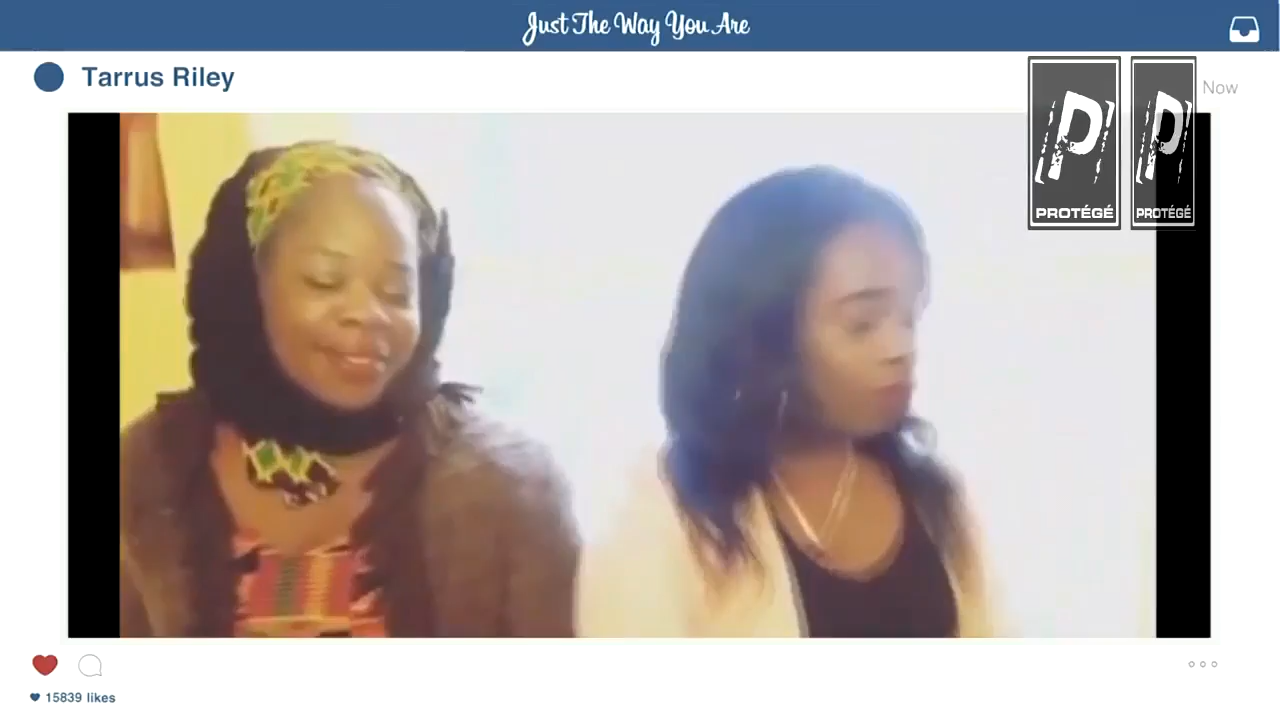 Just The Way You Are
Tarrus Riley
Now
P P
PROTÉGÉ PROTÉGÉ
15839 likes